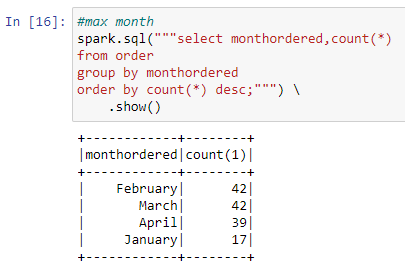 In [16]: #max month
spark.sql("""select monthordered,count(*)
from order
group by monthordered
order by count(*) desc;""") \
    .show()
+------------+--------+
|monthordered|count(1)|
+------------+--------+
|    February|      42|
|       March|      42|
|       April|      39|
|     January|      17|
+------------+--------+